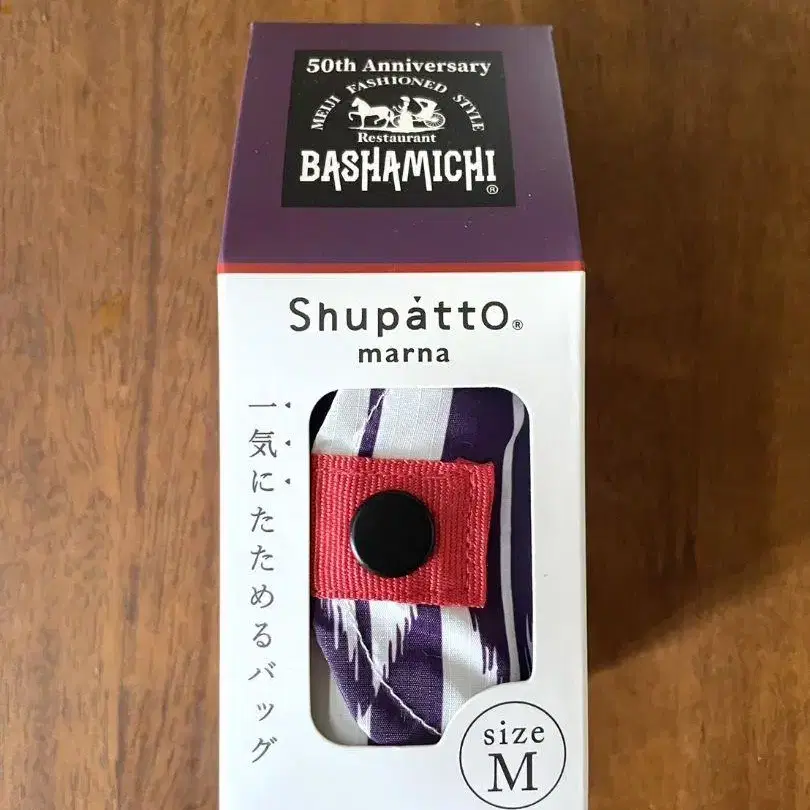 50th Anniversary
MEIJI FASHIONED STYLE
Restaurant
BASHAMICHI®
Shupatto®
marna
一気にたためるバッグ
size
M